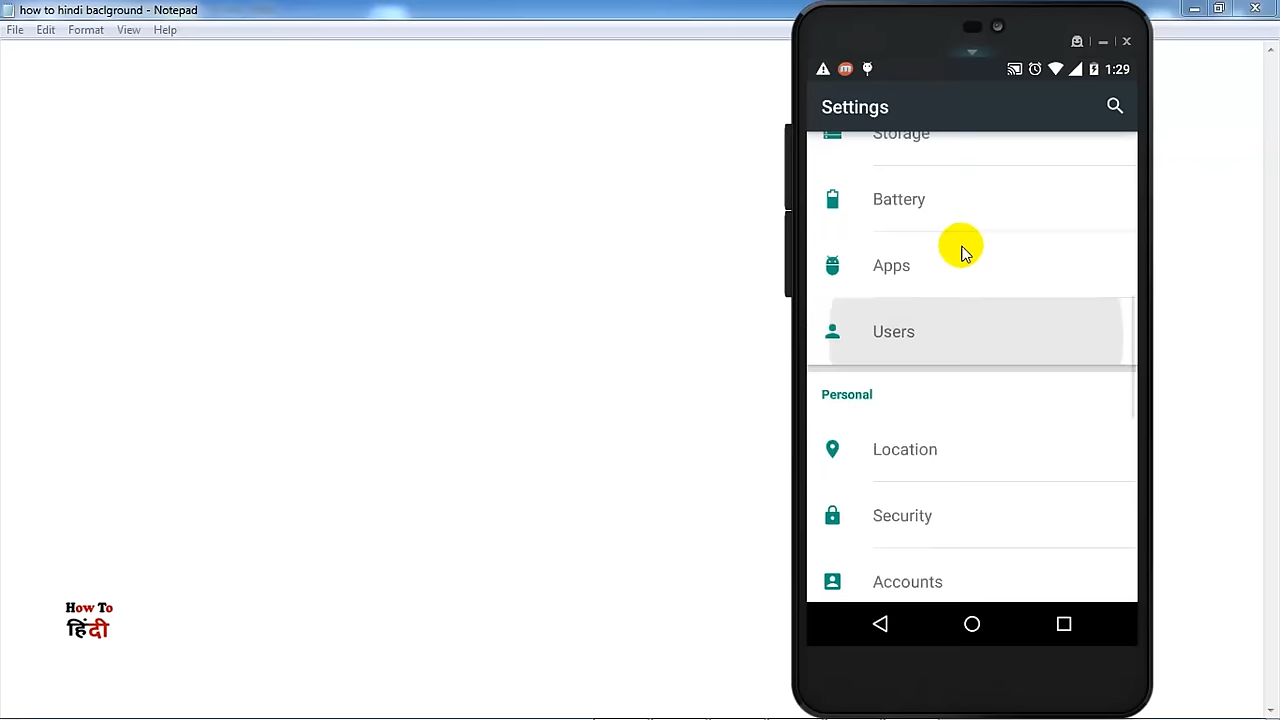 how to hindi baclground - Notepad
File Edit Format View Help
1:29
Settings
Storage
Battery
Apps
Users
Personal
Location
Security
Accounts
How To
हिंदी